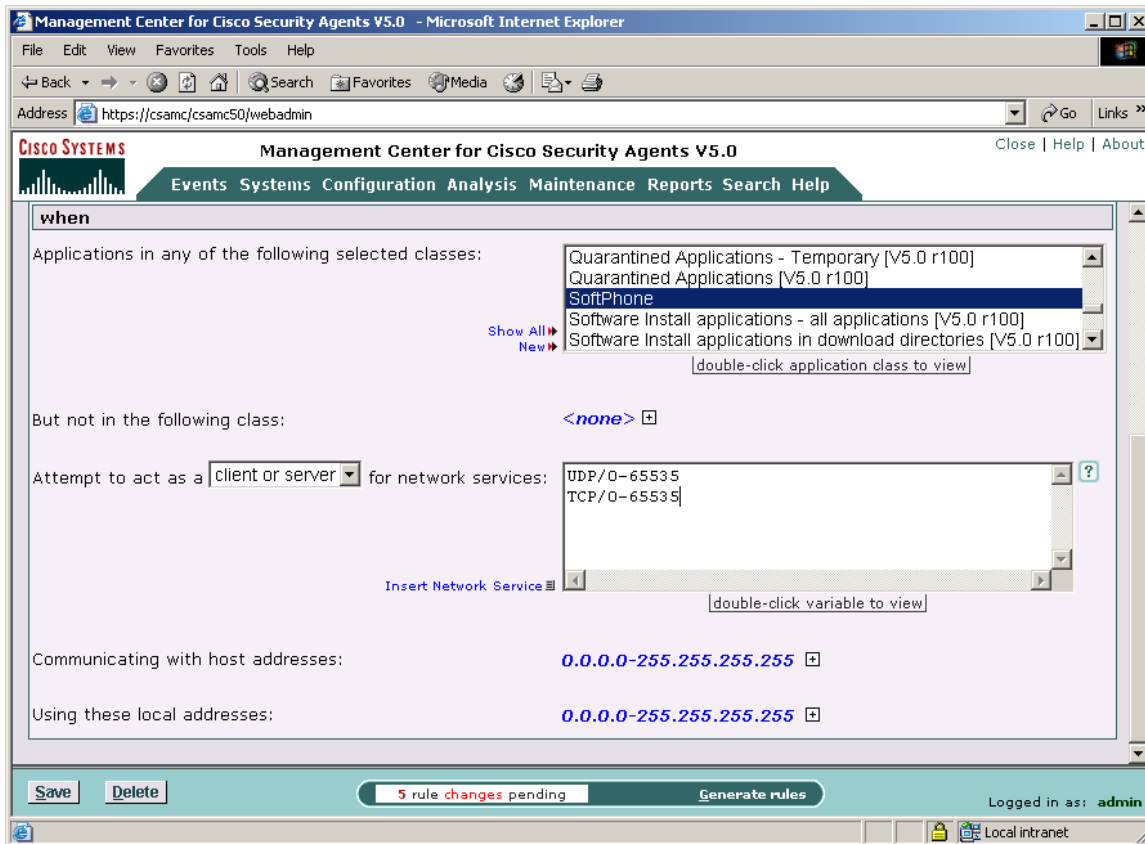 Management Center for Cisco Security Agents V5.0 - Microsoft Internet Explorer
File Edit View Favorites Tools Help
Back Search Favorites Media
Address https://csamc/csamc50/webadmin Go Links »
CISCO SYSTEMS
Management Center for Cisco Security Agents V5.0
Close | Help | About
Events Systems Configuration Analysis Maintenance Reports Search Help
when
Applications in any of the following selected classes:
Quarantined Applications - Temporary [V5.0 r100]
Quarantined Applications [V5.0 r100]
SoftPhone
Software Install applications - all applications [V5.0 r100]
Software Install applications in download directories [V5.0 r100]
Show All
New
double-click application class to view
But not in the following class: <none>
Attempt to act as a client or server for network services:
UDP/0-65535
TCP/0-65535
?
Insert Network Service
double-click variable to view
Communicating with host addresses: 0.0.0.0-255.255.255.255
Using these local addresses: 0.0.0.0-255.255.255.255
Save Delete 5 rule changes pending Generate rules
Logged in as: admin
Local intranet